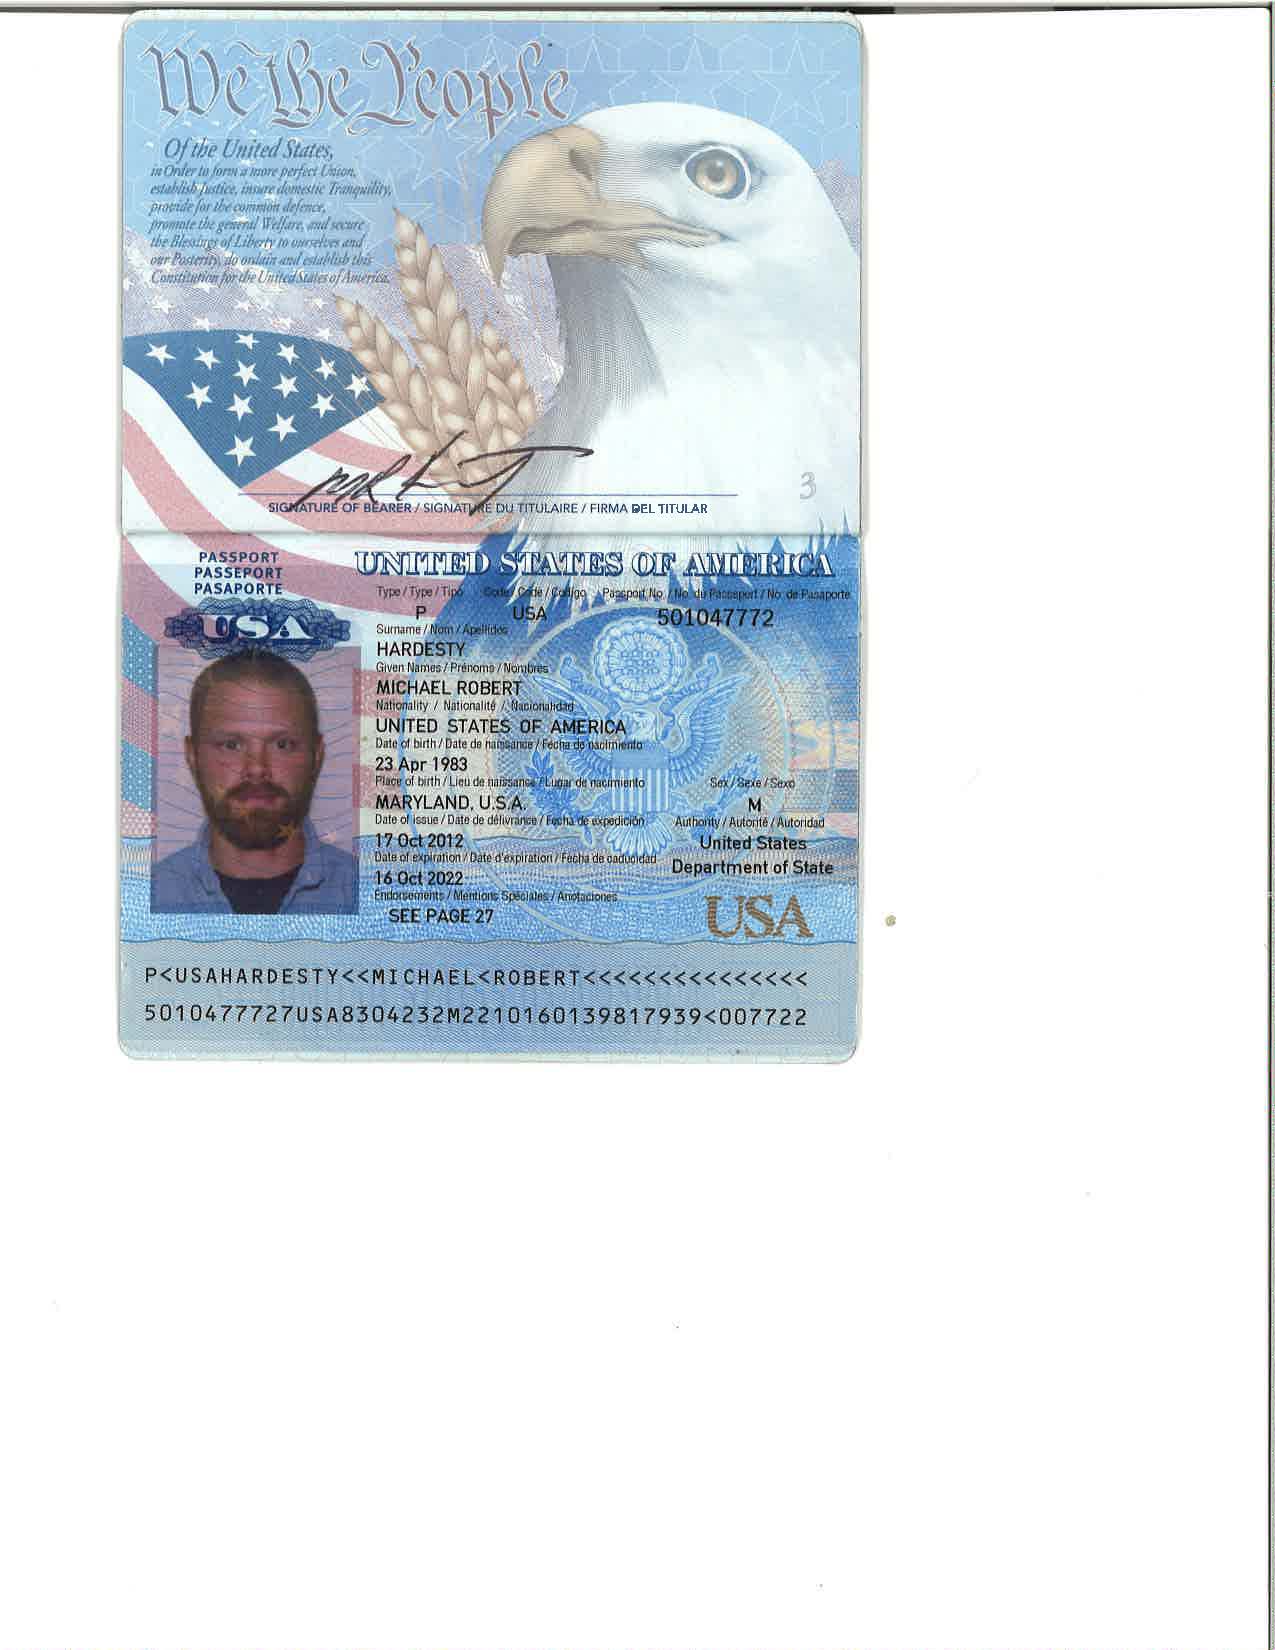 We the People
Of the United States,
in Order to form a more perfect Union,
establish Justice, insure domestic Tranquility,
provide for the common defence,
promote the general Welfare, and secure
the Blessings of Liberty to ourselves and
our Posterity, do ordain and establish this
Constitution for the United States of America.
3
SIGNATURE OF BEARER / SIGNATURE DU TITULAIRE / FIRMA DEL TITULAR
PASSPORT
PASSEPORT
PASAPORTE
USA
UNITED STATES OF AMERICA
Type / Type / Tipo Code / Code / Codigo Passport No. / No. du Passeport / No. de Pasaporte
P USA 501047772
Surname / Nom / Apellidos
HARDESTY
Given Names / Prénoms / Nombres
MICHAEL ROBERT
Nationality / Nationalité / Nacionalidad
UNITED STATES OF AMERICA
Date of birth / Date de naissance / Fecha de nacimiento
23 Apr 1983
Place of birth / Lieu de naissance / Lugar de nacimiento Sex / Sexe / Sexo
MARYLAND, U.S.A. M
Date of issue / Date de délivrance / Fecha de expedición Authority / Autorité / Autoridad
17 Oct 2012 United States
Date of expiration / Date d'expiration / Fecha de caducidad Department of State
16 Oct 2022
Endorsements / Mentions Spéciales / Anotaciones
SEE PAGE 27 USA
P<USAHARDESTY<<MICHAEL<ROBERT<<<<<<<<<<<<<<<
5010477727USA8304232M2210160139817939<007722